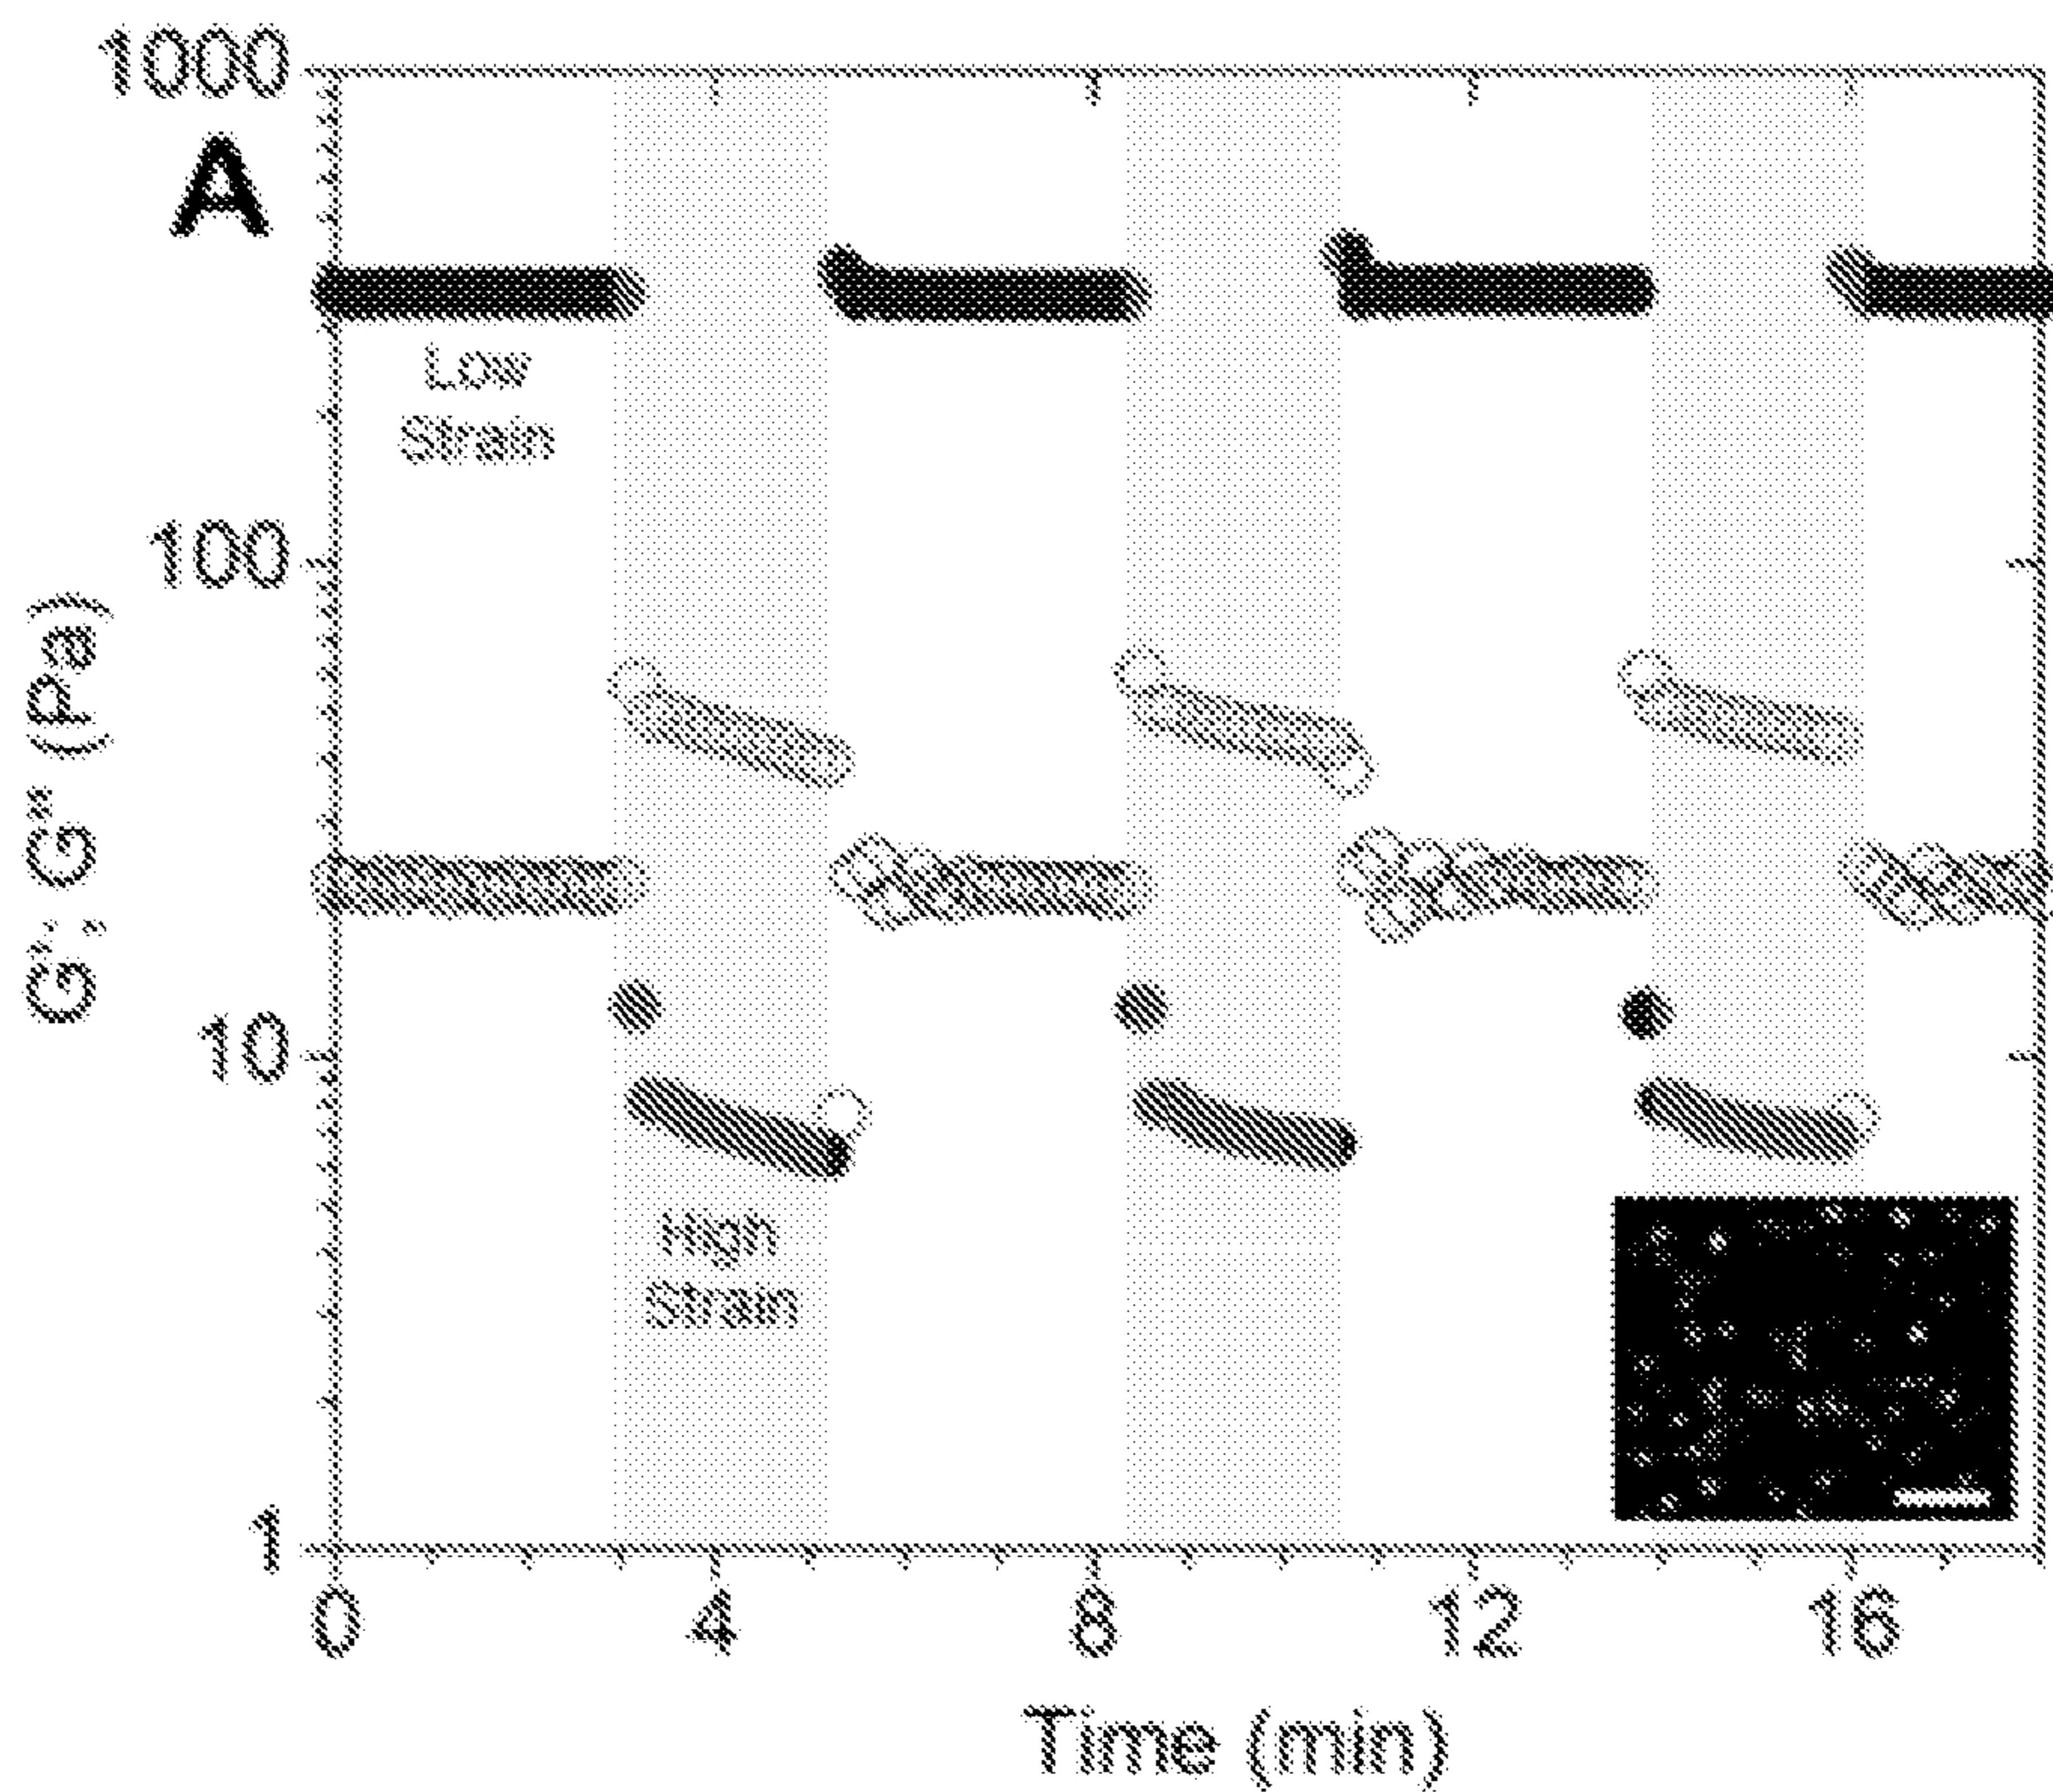 1000
A
Low
Strain
100
G'; G" (Pa)
10
High
Strain
1
0 4 8 12 16
Time (min)